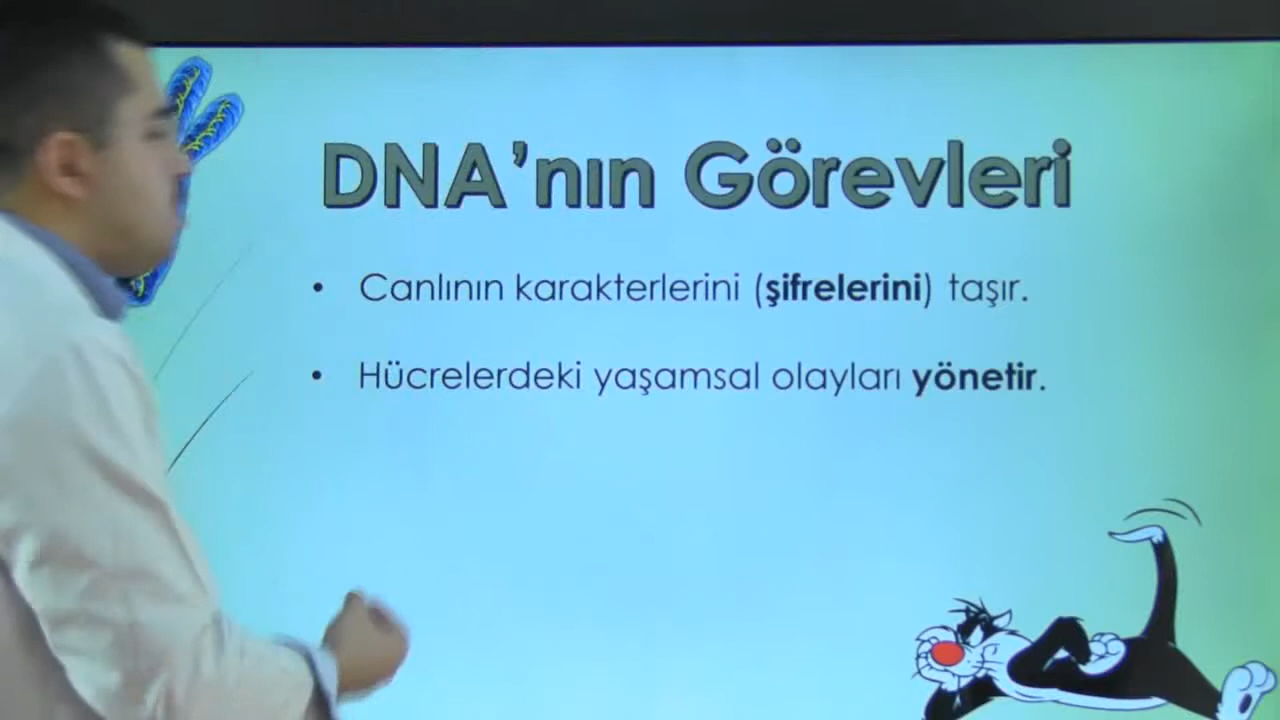 DNA’nın Görevleri
• Canlının karakterlerini (şifrelerini) taşır.
• Hücrelerdeki yaşamsal olayları yönetir.